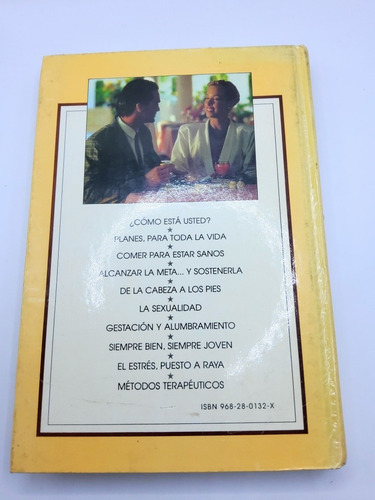 ¿CÓMO ESTÁ USTED?
★
PLANES, PARA TODA LA VIDA
★
COMER PARA ESTAR SANOS
★
ALCANZAR LA META... Y SOSTENERLA
★
DE LA CABEZA A LOS PIES
★
LA SEXUALIDAD
★
GESTACIÓN Y ALUMBRAMIENTO
★
SIEMPRE BIEN, SIEMPRE JOVEN
★
EL ESTRÉS, PUESTO A RAYA
★
MÉTODOS TERAPÉUTICOS
ISBN 968-28-0132-X